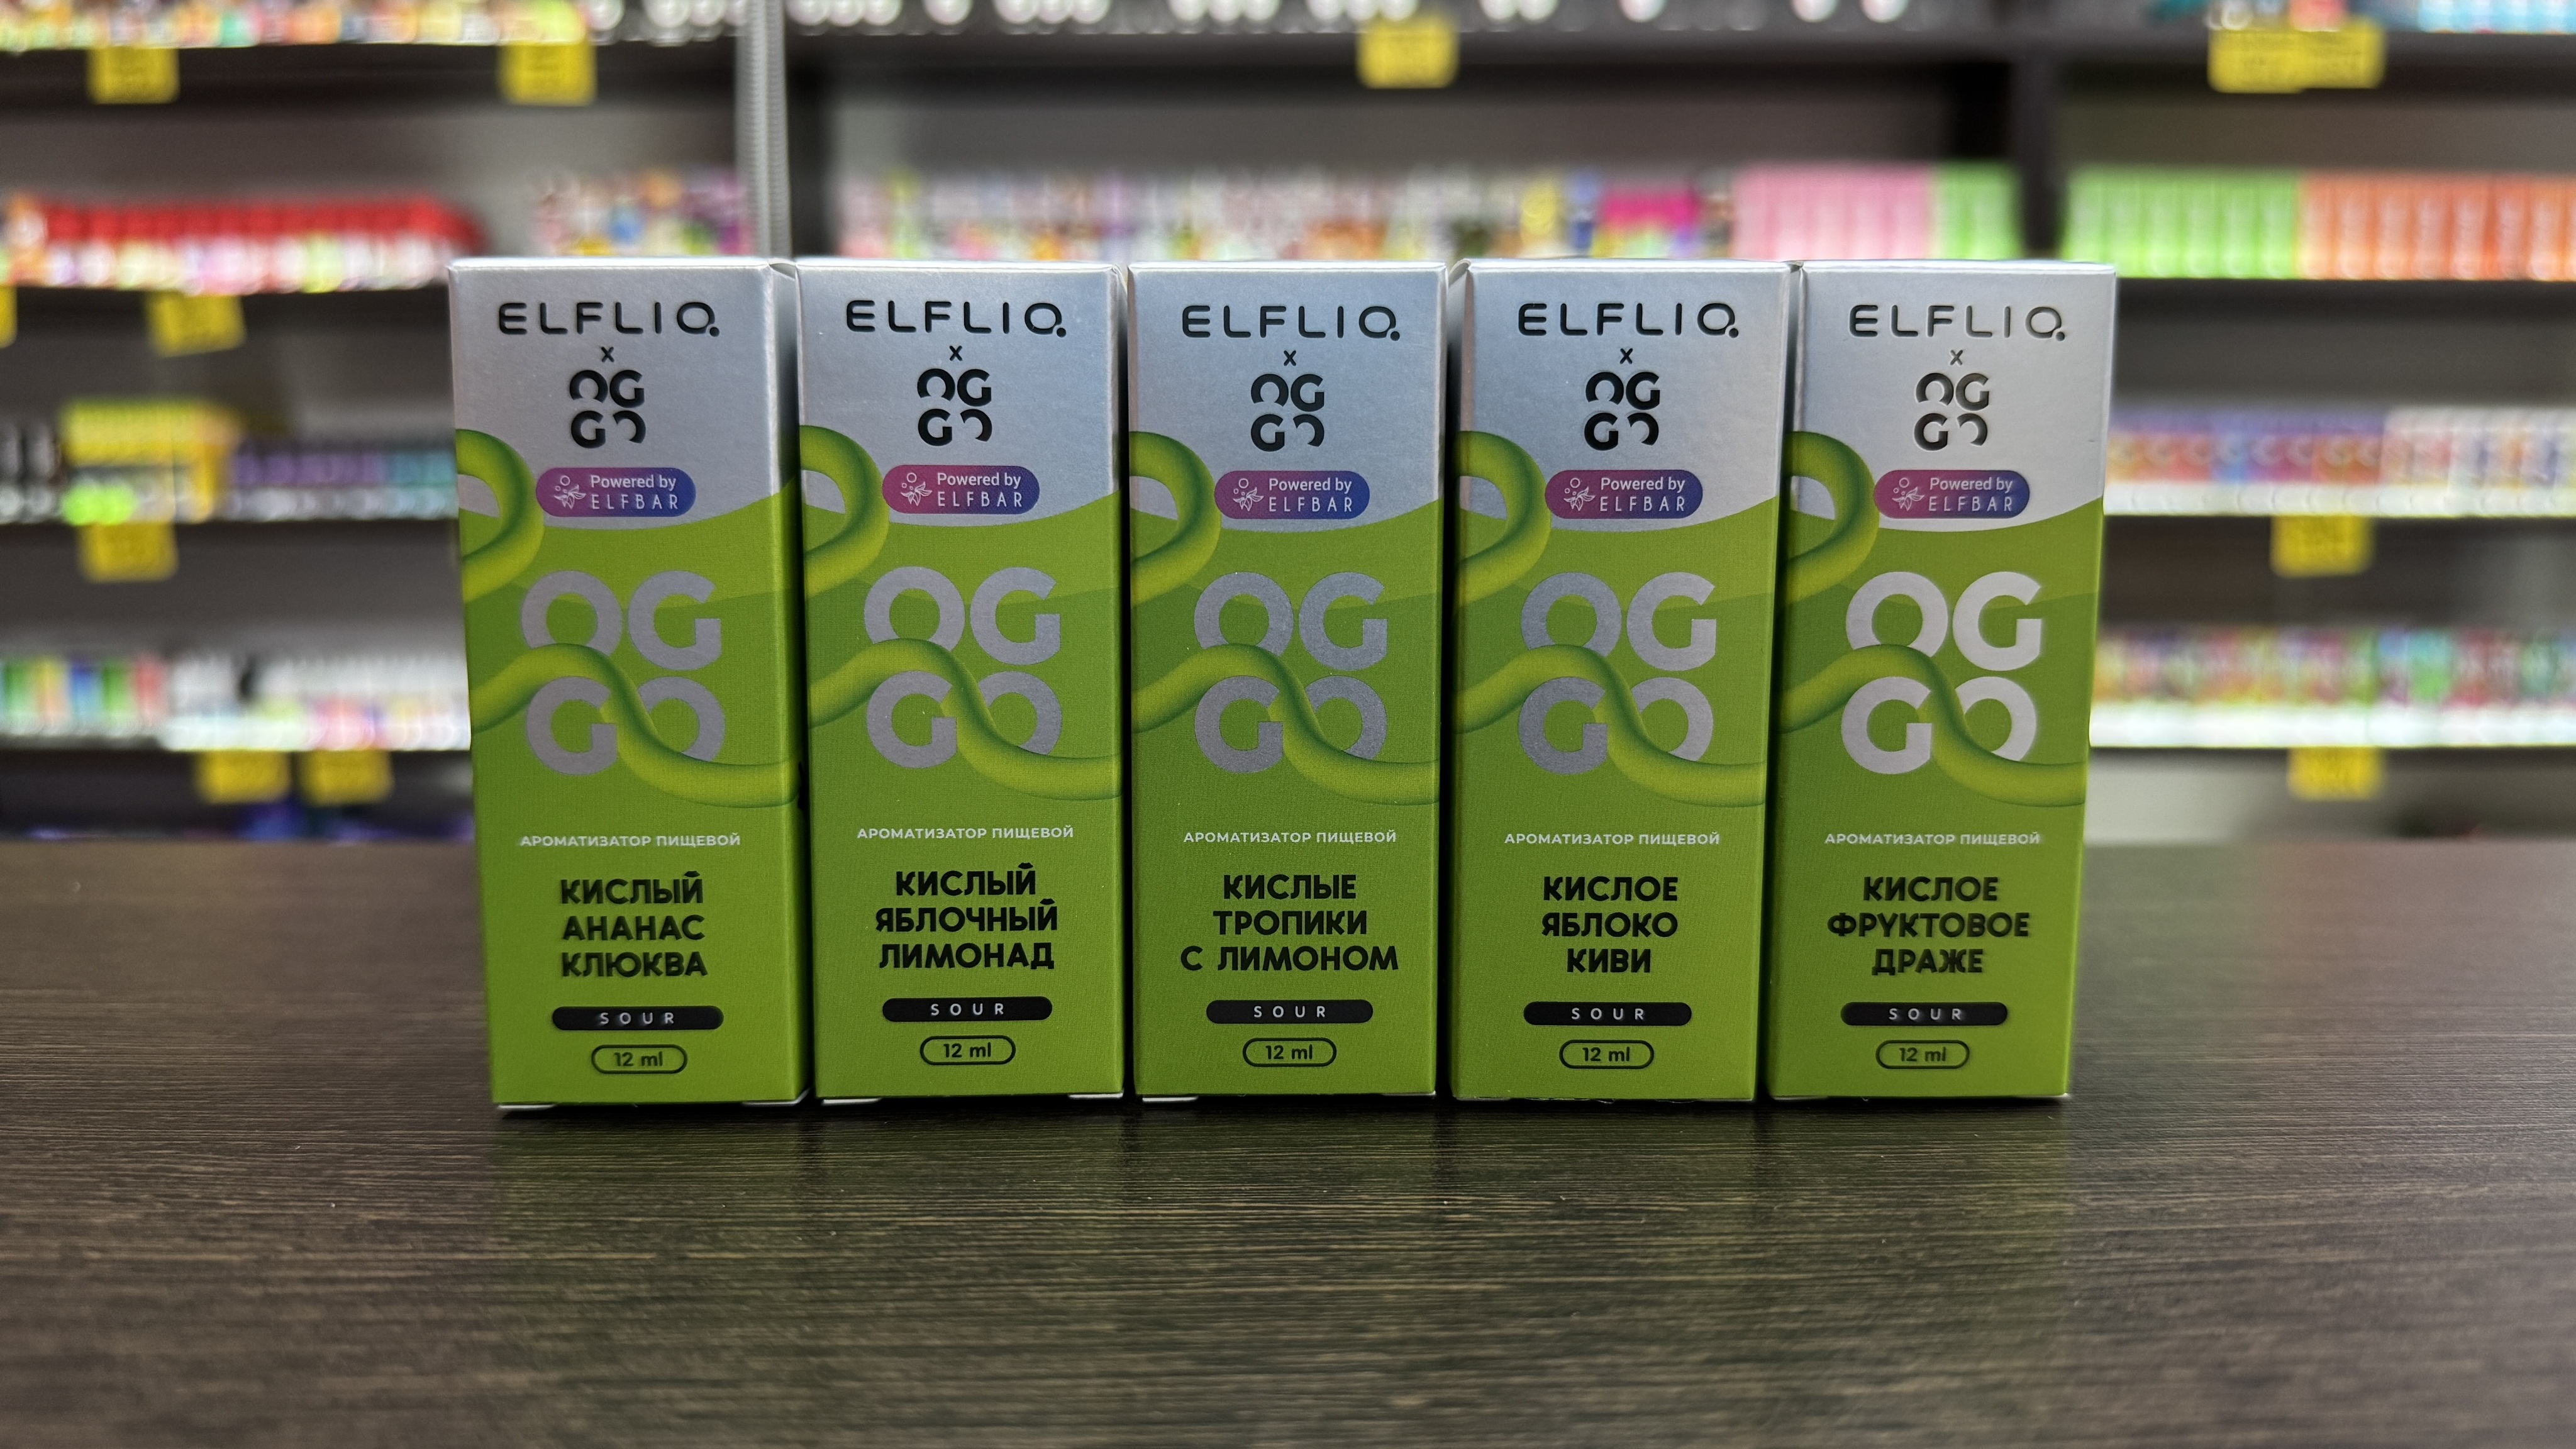 ELFLIQ
x
OG
GO
Powered by
ELFBAR
OG
GO
АРОМАТИЗАТОР ПИЩЕВОЙ
КИСЛЫЙ
АНАНАС
КЛЮКВА
SOUR
12 ml
ELFLIQ
x
OG
GO
Powered by
ELFBAR
OG
GO
АРОМАТИЗАТОР ПИЩЕВОЙ
КИСЛЫЙ
ЯБЛОЧНЫЙ
ЛИМОНАД
SOUR
12 ml
ELFLIQ
x
OG
GO
Powered by
ELFBAR
OG
GO
АРОМАТИЗАТОР ПИЩЕВОЙ
КИСЛЫЕ
ТРОПИКИ
С ЛИМОНОМ
SOUR
12 ml
ELFLIQ
x
OG
GO
Powered by
ELFBAR
OG
GO
АРОМАТИЗАТОР ПИЩЕВОЙ
КИСЛОЕ
ЯБЛОКО
КИВИ
SOUR
12 ml
ELFLIQ
x
OG
GO
Powered by
ELFBAR
OG
GO
АРОМАТИЗАТОР ПИЩЕВОЙ
КИСЛОЕ
ФРУКТОВОЕ
ДРАЖЕ
SOUR
12 ml